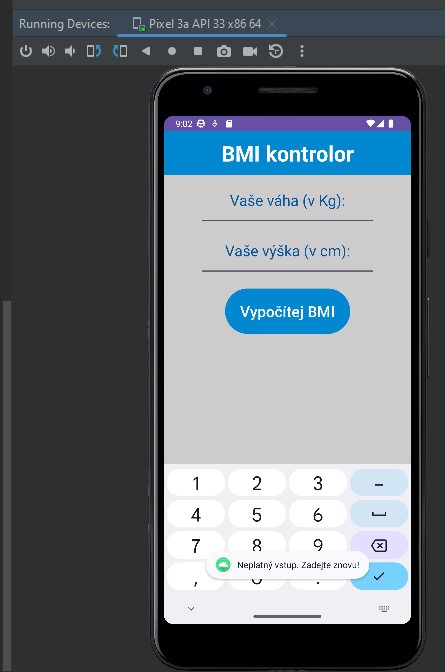 Running Devices: Pixel 3a API 33 x86 64
9:02
BMI kontrolor
Vaše váha (v Kg):
Vaše výška (v cm):
Vypočítej BMI
1 2 3 –
4 5 6
7 8 9
Neplatný vstup. Zadejte znovu!
, 0 .